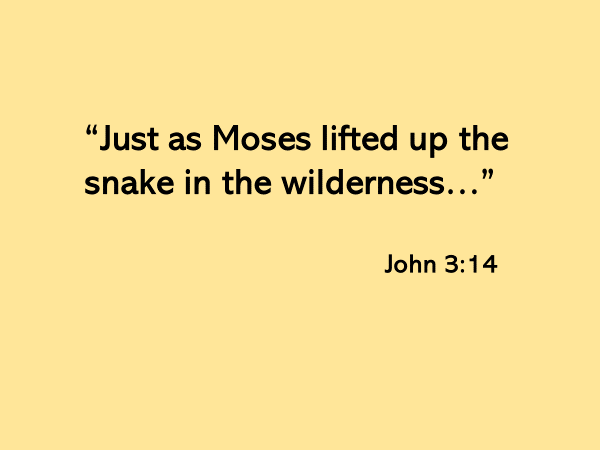 “Just as Moses lifted up the
snake in the wilderness…”
John 3:14